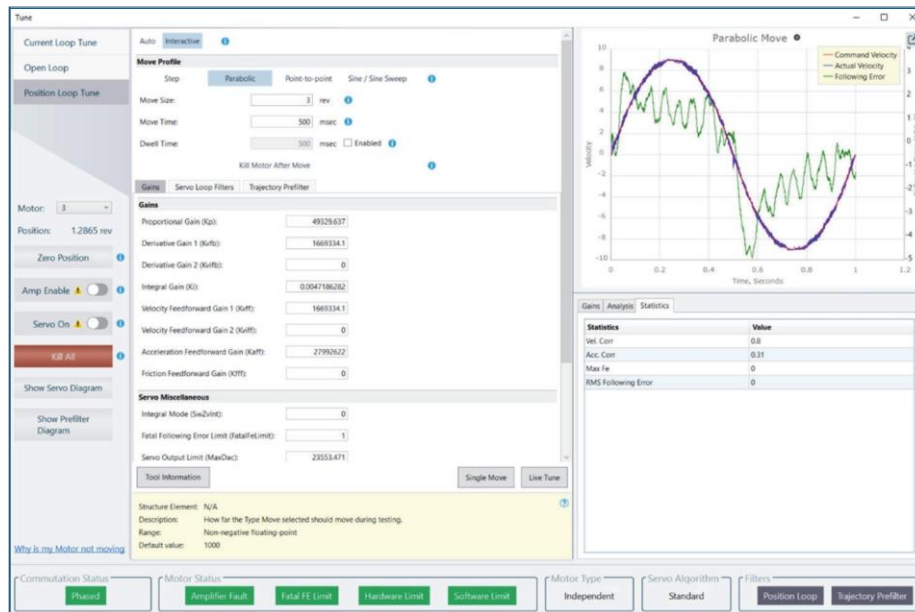 Tune
Current Loop Tune
Open Loop
Position Loop Tune
Motor: 3
Position: 1.2865 rev
Zero Position
Amp Enable
Servo On
Kill All
Show Servo Diagram
Show Prefilter
Diagram
Why is my Motor not moving
Auto Interactive
Move Profile
Step Parabolic Point-to-point Sine / Sine Sweep
Move Size: 3 rev
Move Time: 500 msec
Dwell Time: 500 msec Enabled
Kill Motor After Move
Gains Servo Loop Filters Trajectory Prefilter
Gains
Proportional Gain (Kp): 49329.637
Derivative Gain 1 (Kvfb): 1669334.1
Derivative Gain 2 (Kvifb): 0
Integral Gain (Ki): 0.0047186282
Velocity Feedforward Gain 1 (Kvff): 1669334.1
Velocity Feedforward Gain 2 (Kviff): 0
Acceleration Feedforward Gain (Kaff): 27992622
Friction Feedforward Gain (Kfff): 0
Servo Miscellaneous
Integral Mode (SwZvInt): 0
Fatal Following Error Limit (FatalFeLimit): 1
Servo Output Limit (MaxDac): 23553.471
Tool Information Single Move Live Tune
Structure Element: N/A
Description: How far the Type Move selected should move during testing.
Range: Non-negative floating-point
Default value: 1000
Parabolic Move
Command Velocity
Actual Velocity
Following Error
Velocity
10
8
6
4
2
0
-2
-4
-6
-8
-10
4
3
2
1
0
-1
-2
-3
-4
-5
0 0.2 0.4 0.6 0.8 1 1.2
Time, Seconds
Gains Analysis Statistics
Statistics Value
Vel. Corr 0.8
Acc. Corr 0.31
Max Fe 0
RMS Following Error 0
Commutation Status
Phased
Motor Status
Amplifier Fault Fatal FE Limit Hardware Limit Software Limit
Motor Type
Independent
Servo Algorithm
Standard
Filters
Position Loop Trajectory Prefilter